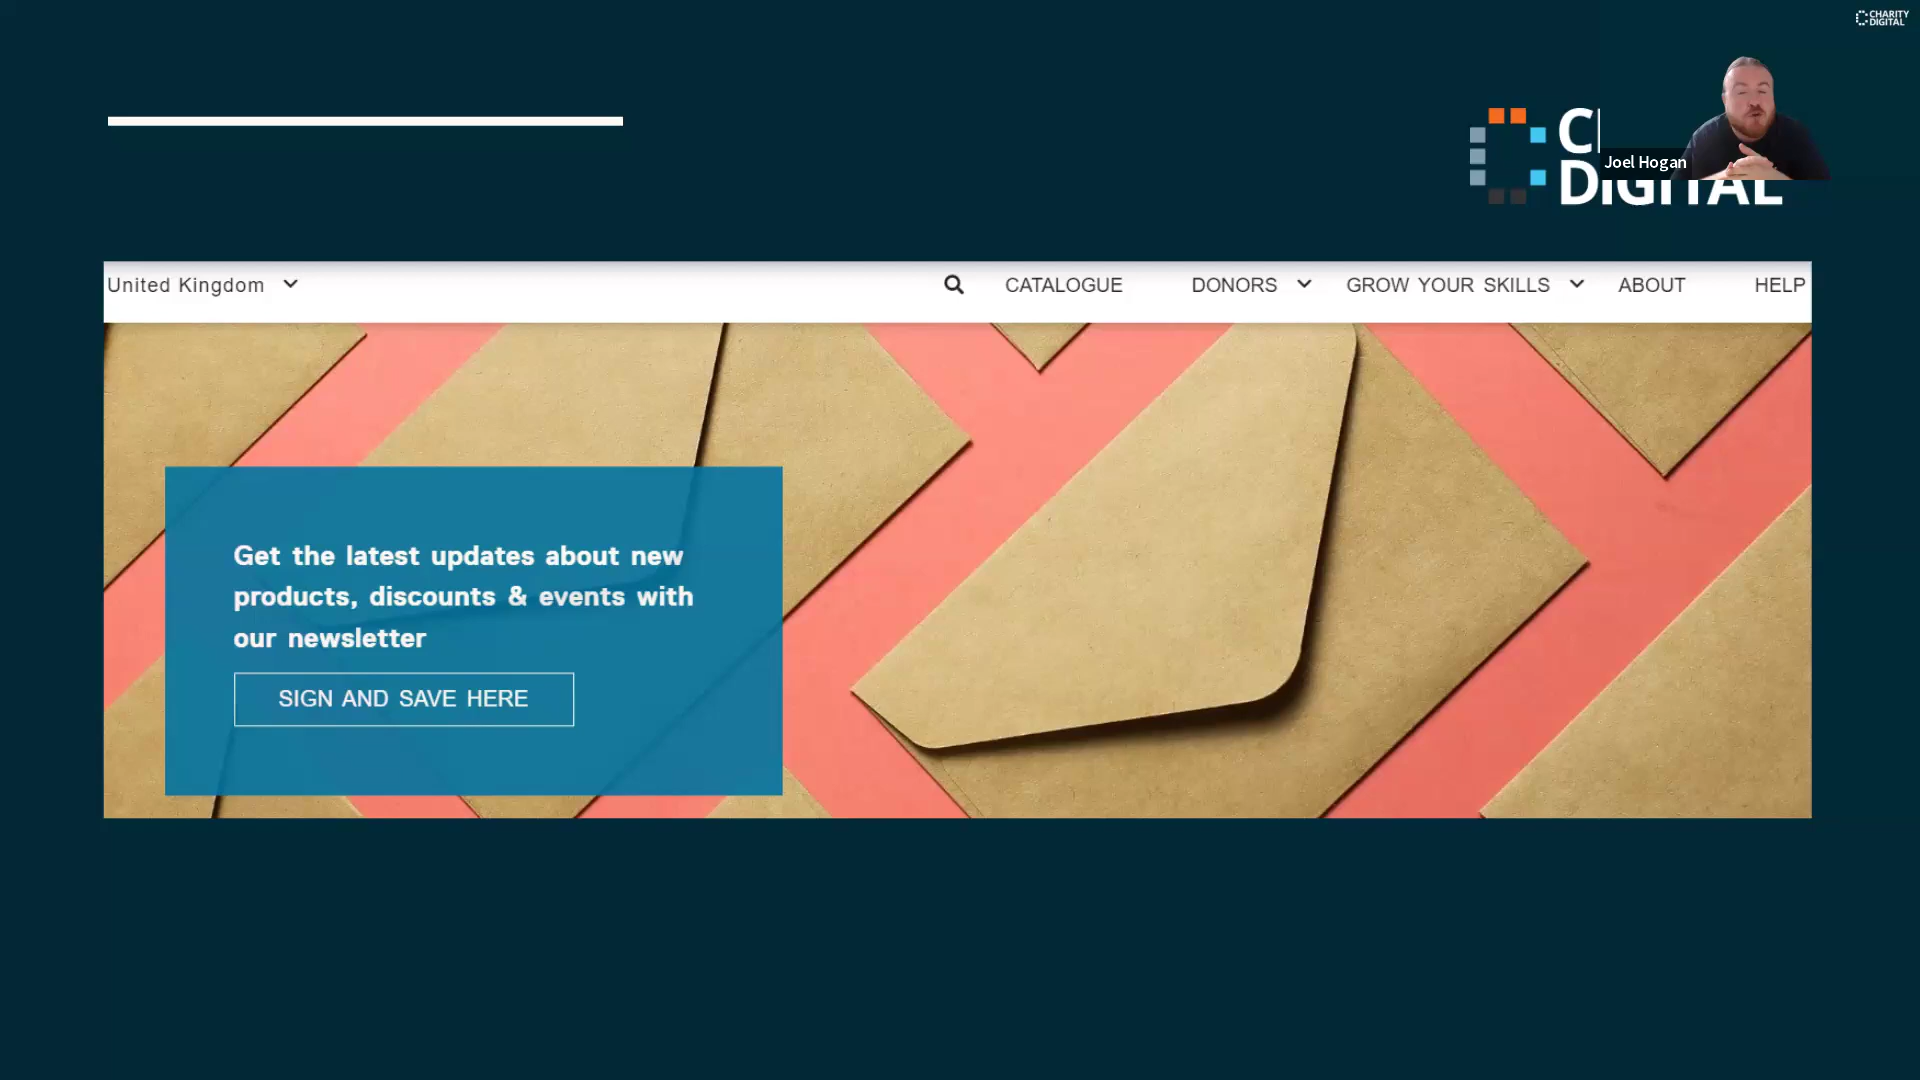 CHARITY
DIGITAL
Joel Hogan
DIGITAL
United Kingdom
CATALOGUE DONORS GROW YOUR SKILLS ABOUT HELP
Get the latest updates about new
products, discounts & events with
our newsletter
SIGN AND SAVE HERE